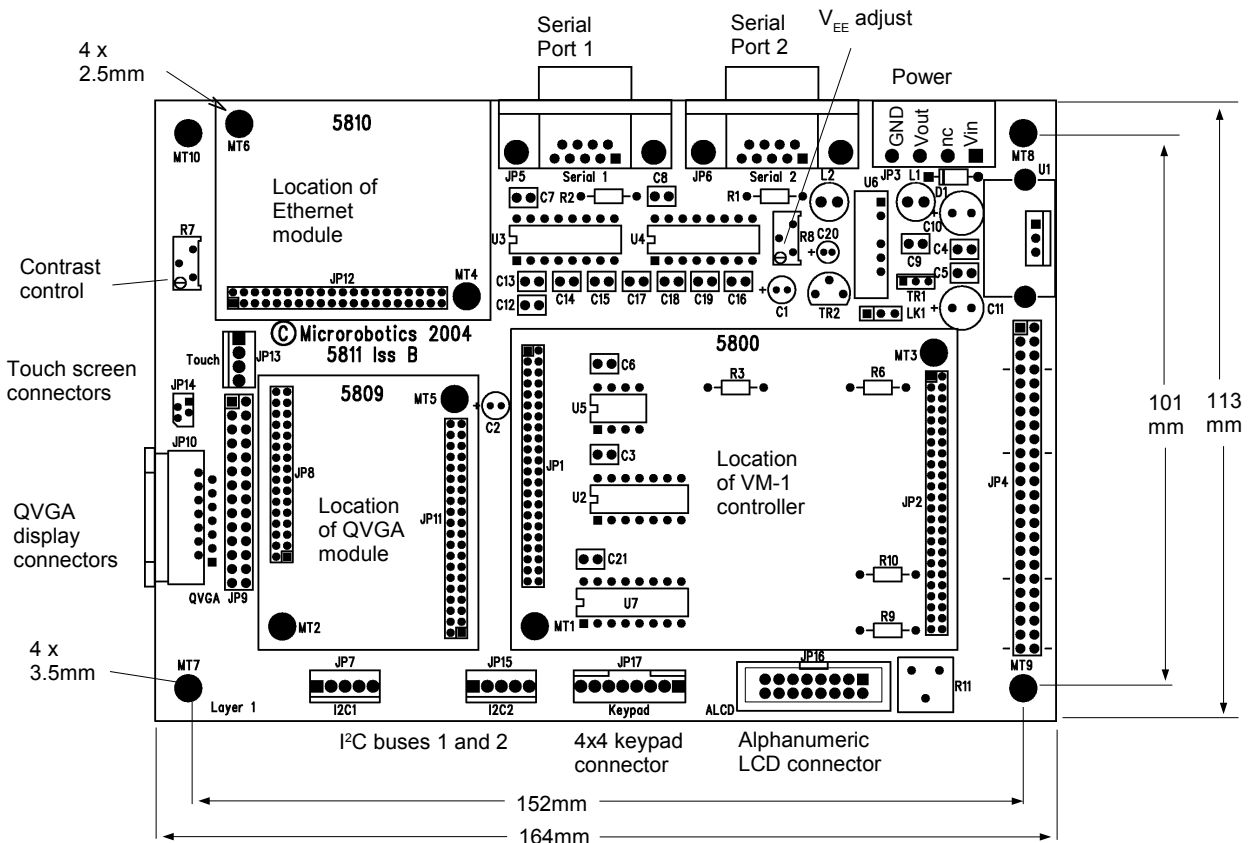 4 x
2.5mm
Serial
Port 1
Serial
Port 2
VEE adjust
Power
5810
MT10
MT6
Location of
Ethernet
module
JP5
Serial 1
C8
JP6
Serial 2
L2
GND
Vout
nc
Vin
MT8
JP3
L1
D1
U1
U6
C7
R2
R1
C10
R7
U3
U4
R8
C20
C9
C4
C5
Contrast
control
JP12
MT4
C13
C14
C15
C17
C18
C19
C16
C12
C1
TR2
TR1
LK1
C11
© Microrobotics 2004
5811 Iss B
Touch
JP13
5800
MT3
Touch screen
connectors
JP14
5809
MT5
C2
C6
R3
R6
U5
JP10
JP8
JP1
C3
Location
of VM-1
controller
JP4
101
mm
113
mm
QVGA
display
connectors
Location
of QVGA
module
JP11
U2
JP2
C21
R10
QVGA
JP9
U7
R9
MT2
MT1
4 x
3.5mm
MT7
JP7
JP15
JP17
JP16
R11
MT9
Layer 1
I2C1
I2C2
Keypad
ALCD
I²C buses 1 and 2
4x4 keypad
connector
Alphanumeric
LCD connector
152mm
164mm